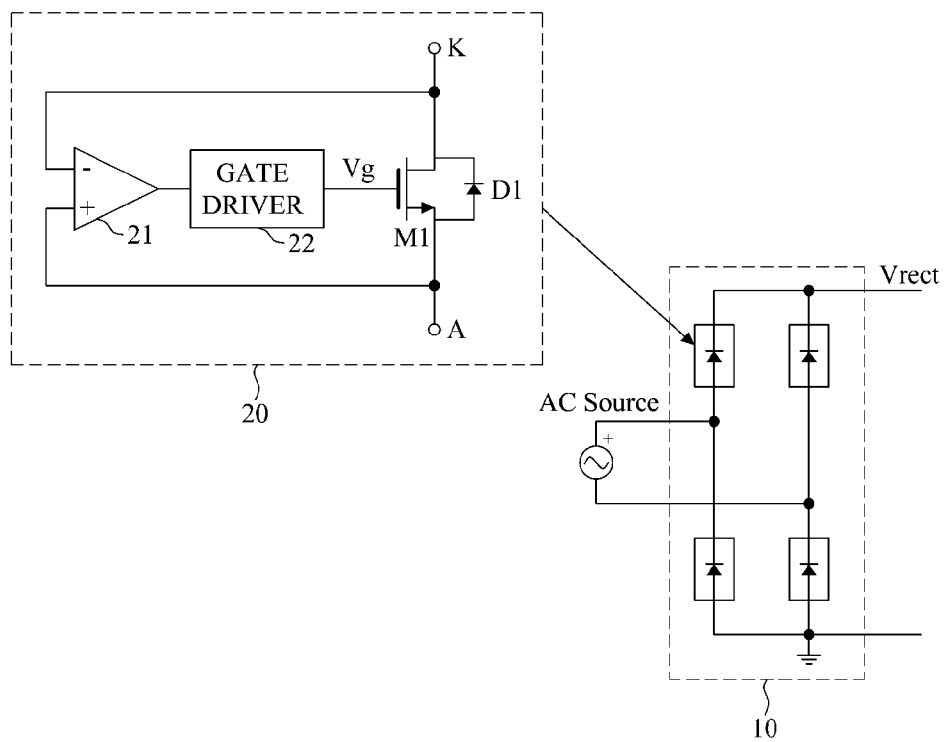 K
-
+
21
GATE
DRIVER
22
Vg
M1
D1
A
20
Vrect
AC Source
+
10